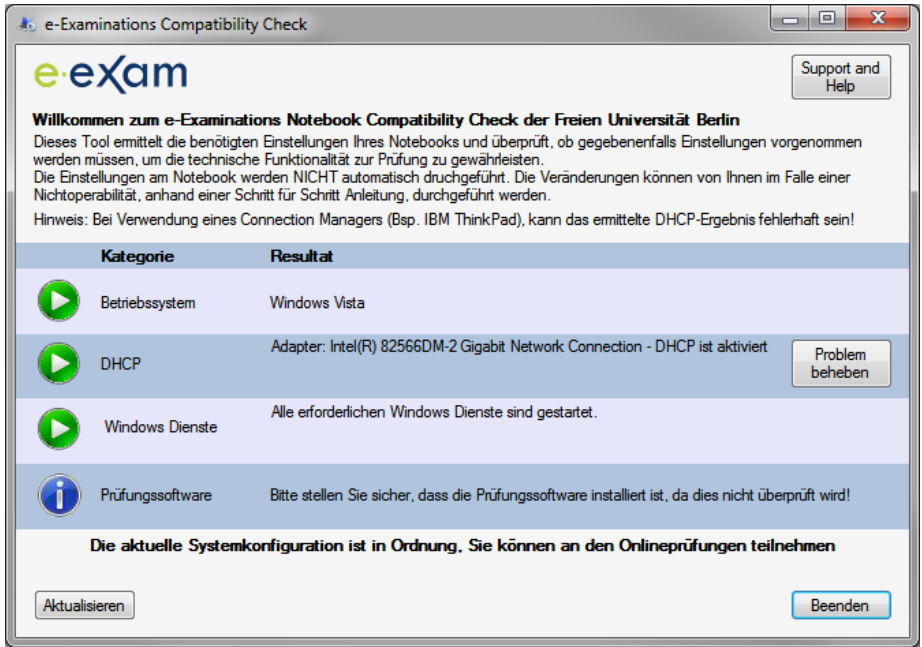 e-Examinations Compatibility Check
e·exam
Support and
Help
Willkommen zum e-Examinations Notebook Compatibility Check der Freien Universität Berlin
Dieses Tool ermittelt die benötigten Einstellungen Ihres Notebooks und überprüft, ob gegebenenfalls Einstellungen vorgenommen
werden müssen, um die technische Funktionalität zur Prüfung zu gewährleisten.
Die Einstellungen am Notebook werden NICHT automatisch druchgeführt. Die Veränderungen können von Ihnen im Falle einer
Nichtoperabilität, anhand einer Schritt für Schritt Anleitung, durchgeführt werden.
Hinweis: Bei Verwendung eines Connection Managers (Bsp. IBM ThinkPad), kann das ermittelte DHCP-Ergebnis fehlerhaft sein!
Kategorie Resultat
Betriebssystem Windows Vista
DHCP Adapter: Intel(R) 82566DM-2 Gigabit Network Connection - DHCP ist aktiviert
Problem
beheben
Windows Dienste Alle erforderlichen Windows Dienste sind gestartet.
Prüfungssoftware Bitte stellen Sie sicher, dass die Prüfungssoftware installiert ist, da dies nicht überprüft wird!
Die aktuelle Systemkonfiguration ist in Ordnung, Sie können an den Onlineprüfungen teilnehmen
Aktualisieren Beenden